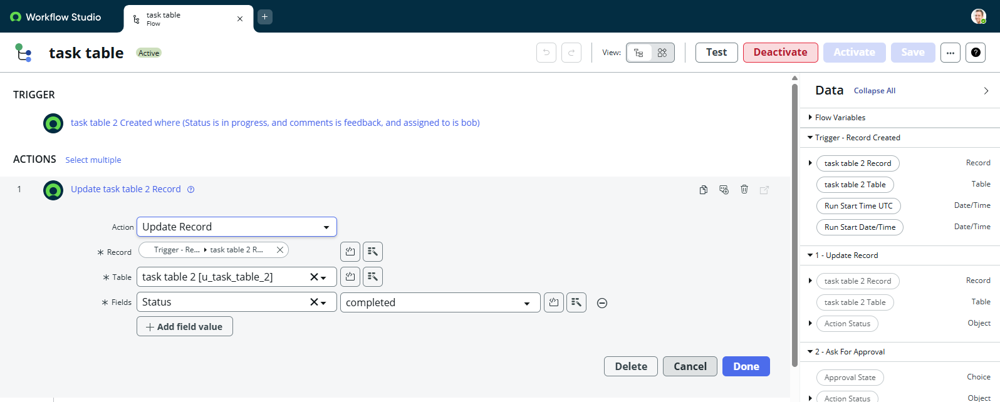 Workflow Studio
task table
Flow
task table
Active
View:
Test
Deactivate
Activate
Save
TRIGGER
task table 2 Created where (Status is in progress, and comments is feedback, and assigned to is bob)
ACTIONS Select multiple
1 Update task table 2 Record
Action Update Record
* Record Trigger - Re... task table 2 R...
* Table task table 2 [u_task_table_2]
* Fields Status completed
+ Add field value
Delete Cancel Done
Data Collapse All
Flow Variables
Trigger - Record Created
task table 2 Record Record
task table 2 Table Table
Run Start Time UTC Date/Time
Run Start Date/Time Date/Time
1 - Update Record
task table 2 Record Record
task table 2 Table Table
Action Status Object
2 - Ask For Approval
Approval State Choice
Action Status Object